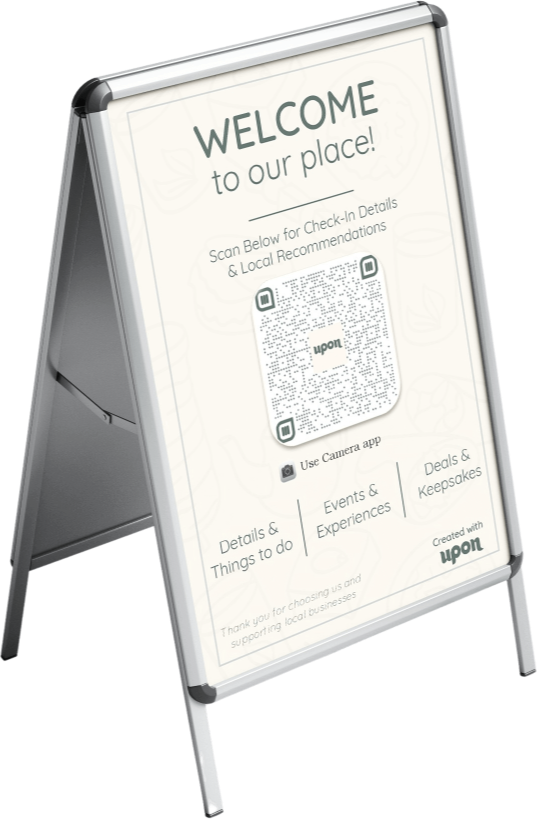 WELCOME
to our place!
Scan Below for Check-In Details
& Local Recommendations
upon
Use Camera app
Details &
Things to do
Events &
Experiences
Deals &
Keepsakes
Created with
upon
Thank you for choosing us and
supporting local businesses